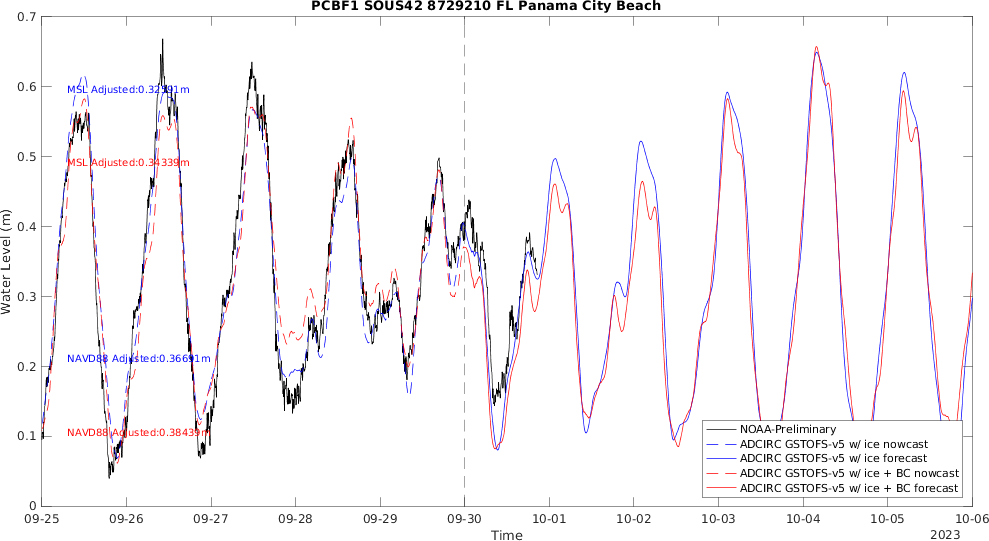 PCBF1 SOUS42 8729210 FL Panama City Beach
Water Level (m)
0.7
0.6
0.5
0.4
0.3
0.2
0.1
0
MSL Adjusted:0.32591m
MSL Adjusted:0.34339m
NAVD88 Adjusted:0.36691m
NAVD88 Adjusted:0.38439m
NOAA-Preliminary
ADCIRC GSTOFS-v5 w/ ice nowcast
ADCIRC GSTOFS-v5 w/ ice forecast
ADCIRC GSTOFS-v5 w/ ice + BC nowcast
ADCIRC GSTOFS-v5 w/ ice + BC forecast
09-25 09-26 09-27 09-28 09-29 09-30 10-01 10-02 10-03 10-04 10-05 10-06
Time
2023